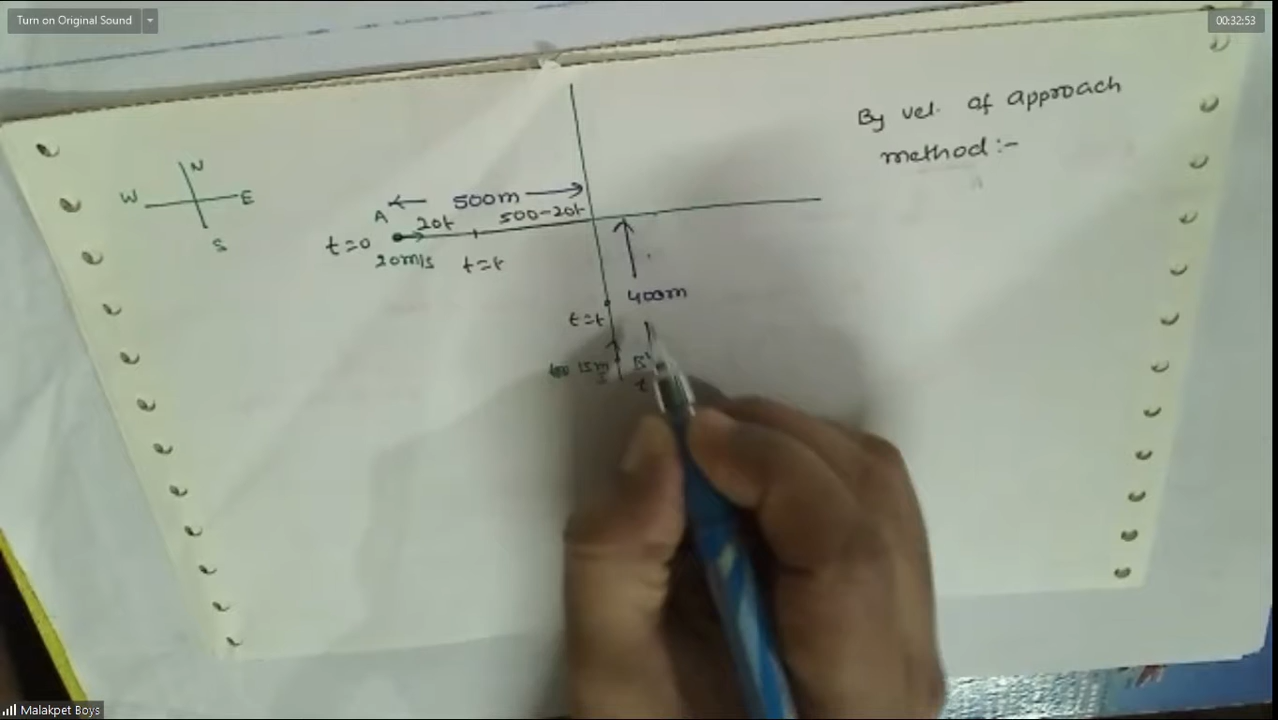 Turn on Original Sound
00:32:53
By vel. of approach
method :-
N
W E
S
500m
A 20t 500-20t
t=0
20m/s t=t
400m
t=t
15m/s B
t
Malakpet Boys